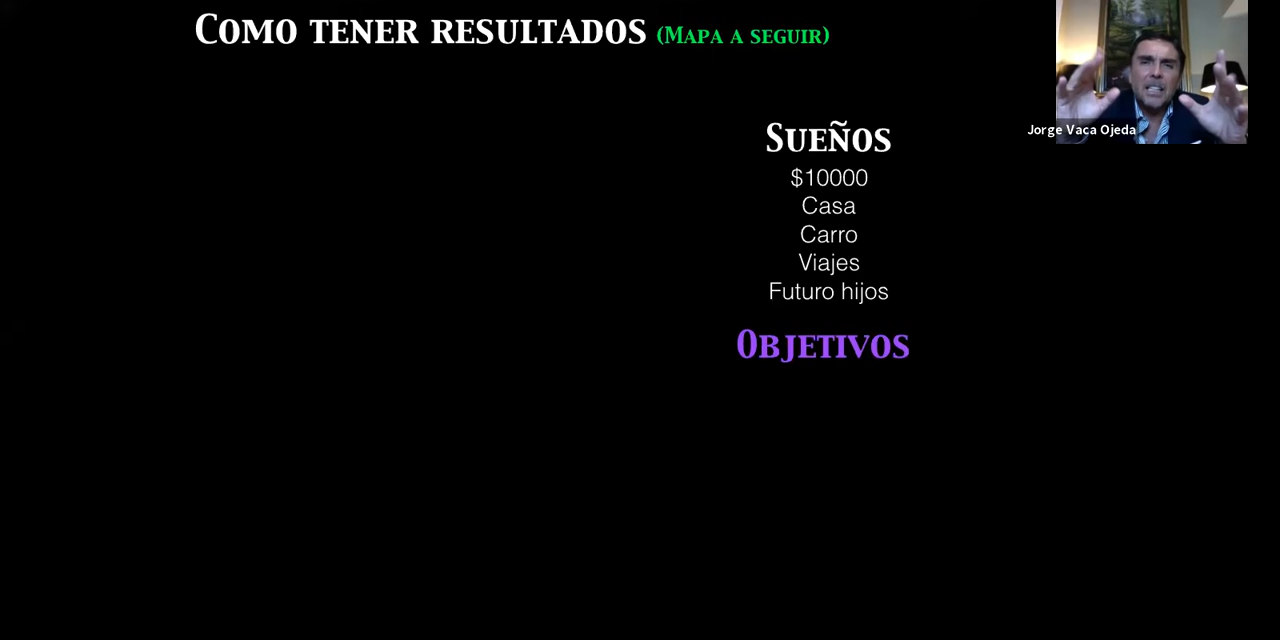 Como tener resultados (Mapa a seguir)
Jorge Vaca Ojeda
Sueños
$10000
Casa
Carro
Viajes
Futuro hijos
Objetivos